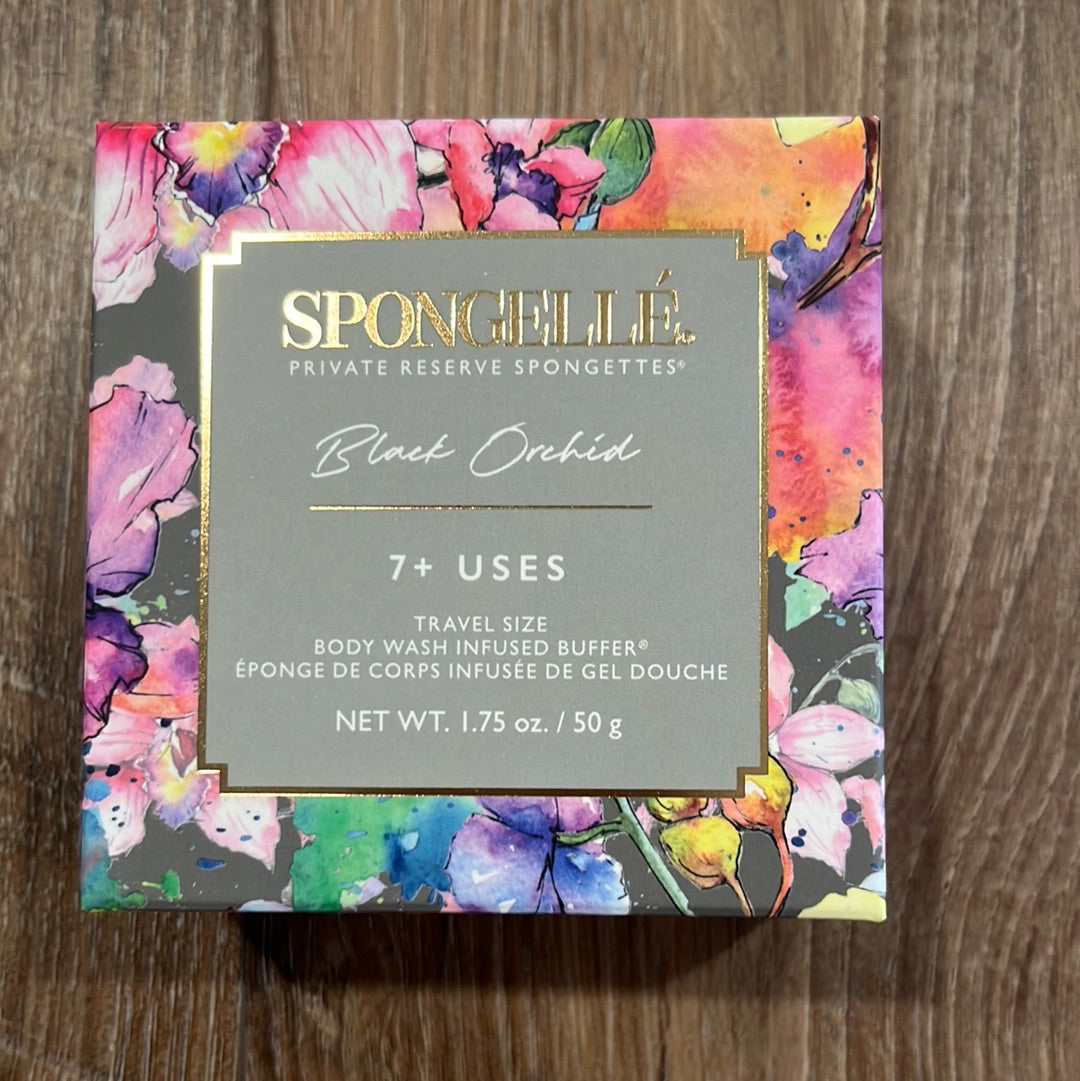 SPONGELLÉ.
PRIVATE RESERVE SPONGETTES®
Black Orchid
7+ USES
TRAVEL SIZE
BODY WASH INFUSED BUFFER®
ÉPONGE DE CORPS INFUSÉE DE GEL DOUCHE
NET WT. 1.75 oz. / 50 g